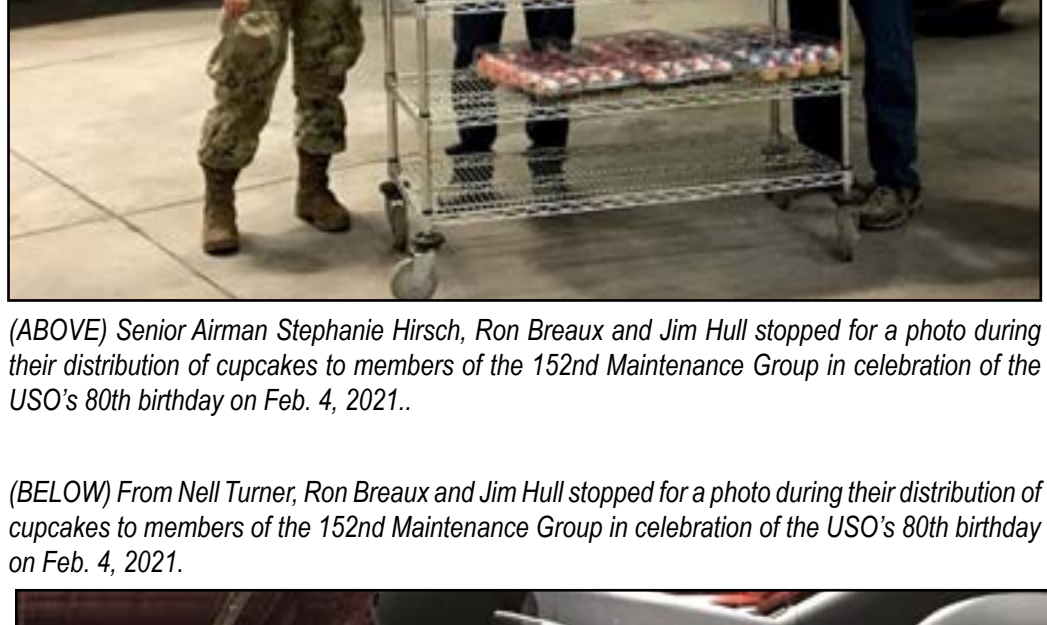 (ABOVE) Senior Airman Stephanie Hirsch, Ron Breaux and Jim Hull stopped for a photo during
their distribution of cupcakes to members of the 152nd Maintenance Group in celebration of the
USO's 80th birthday on Feb. 4, 2021..
(BELOW) From Nell Turner, Ron Breaux and Jim Hull stopped for a photo during their distribution of
cupcakes to members of the 152nd Maintenance Group in celebration of the USO's 80th birthday
on Feb. 4, 2021.